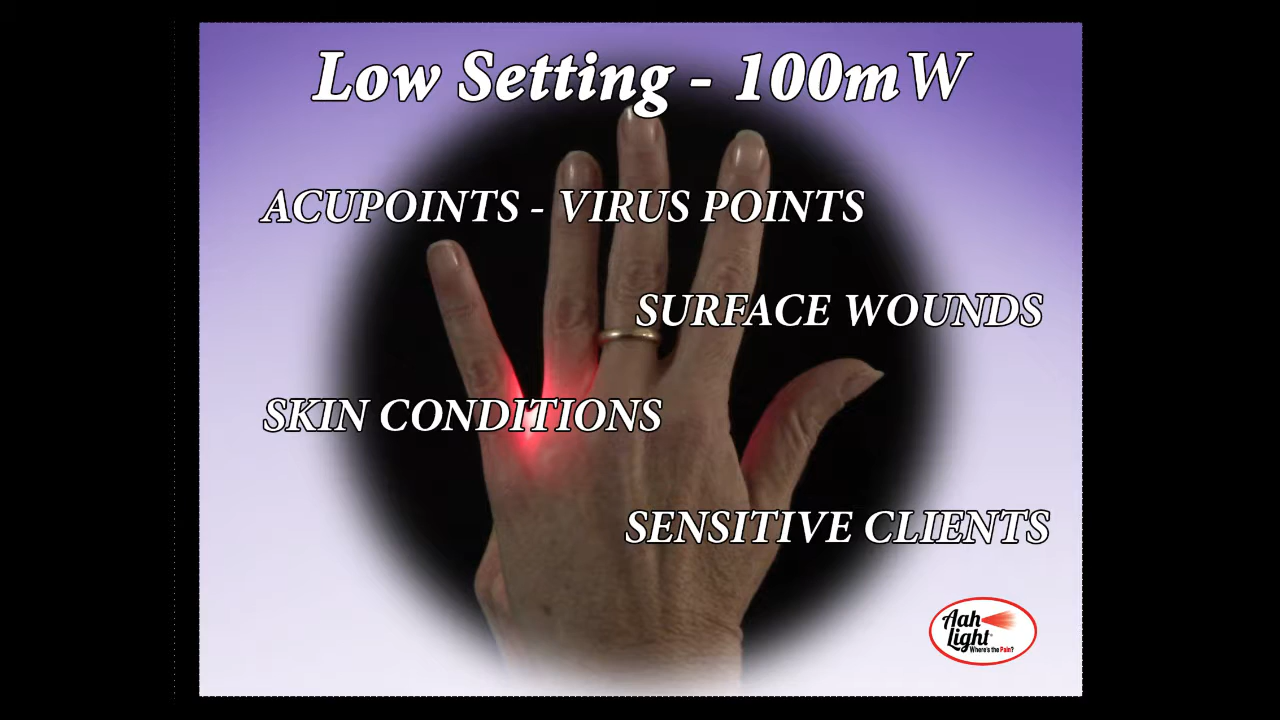 Low Setting - 100mW
ACUPOINTS - VIRUS POINTS
SURFACE WOUNDS
SKIN CONDITIONS
SENSITIVE CLIENTS
Aah
Light
Where's the Pain?